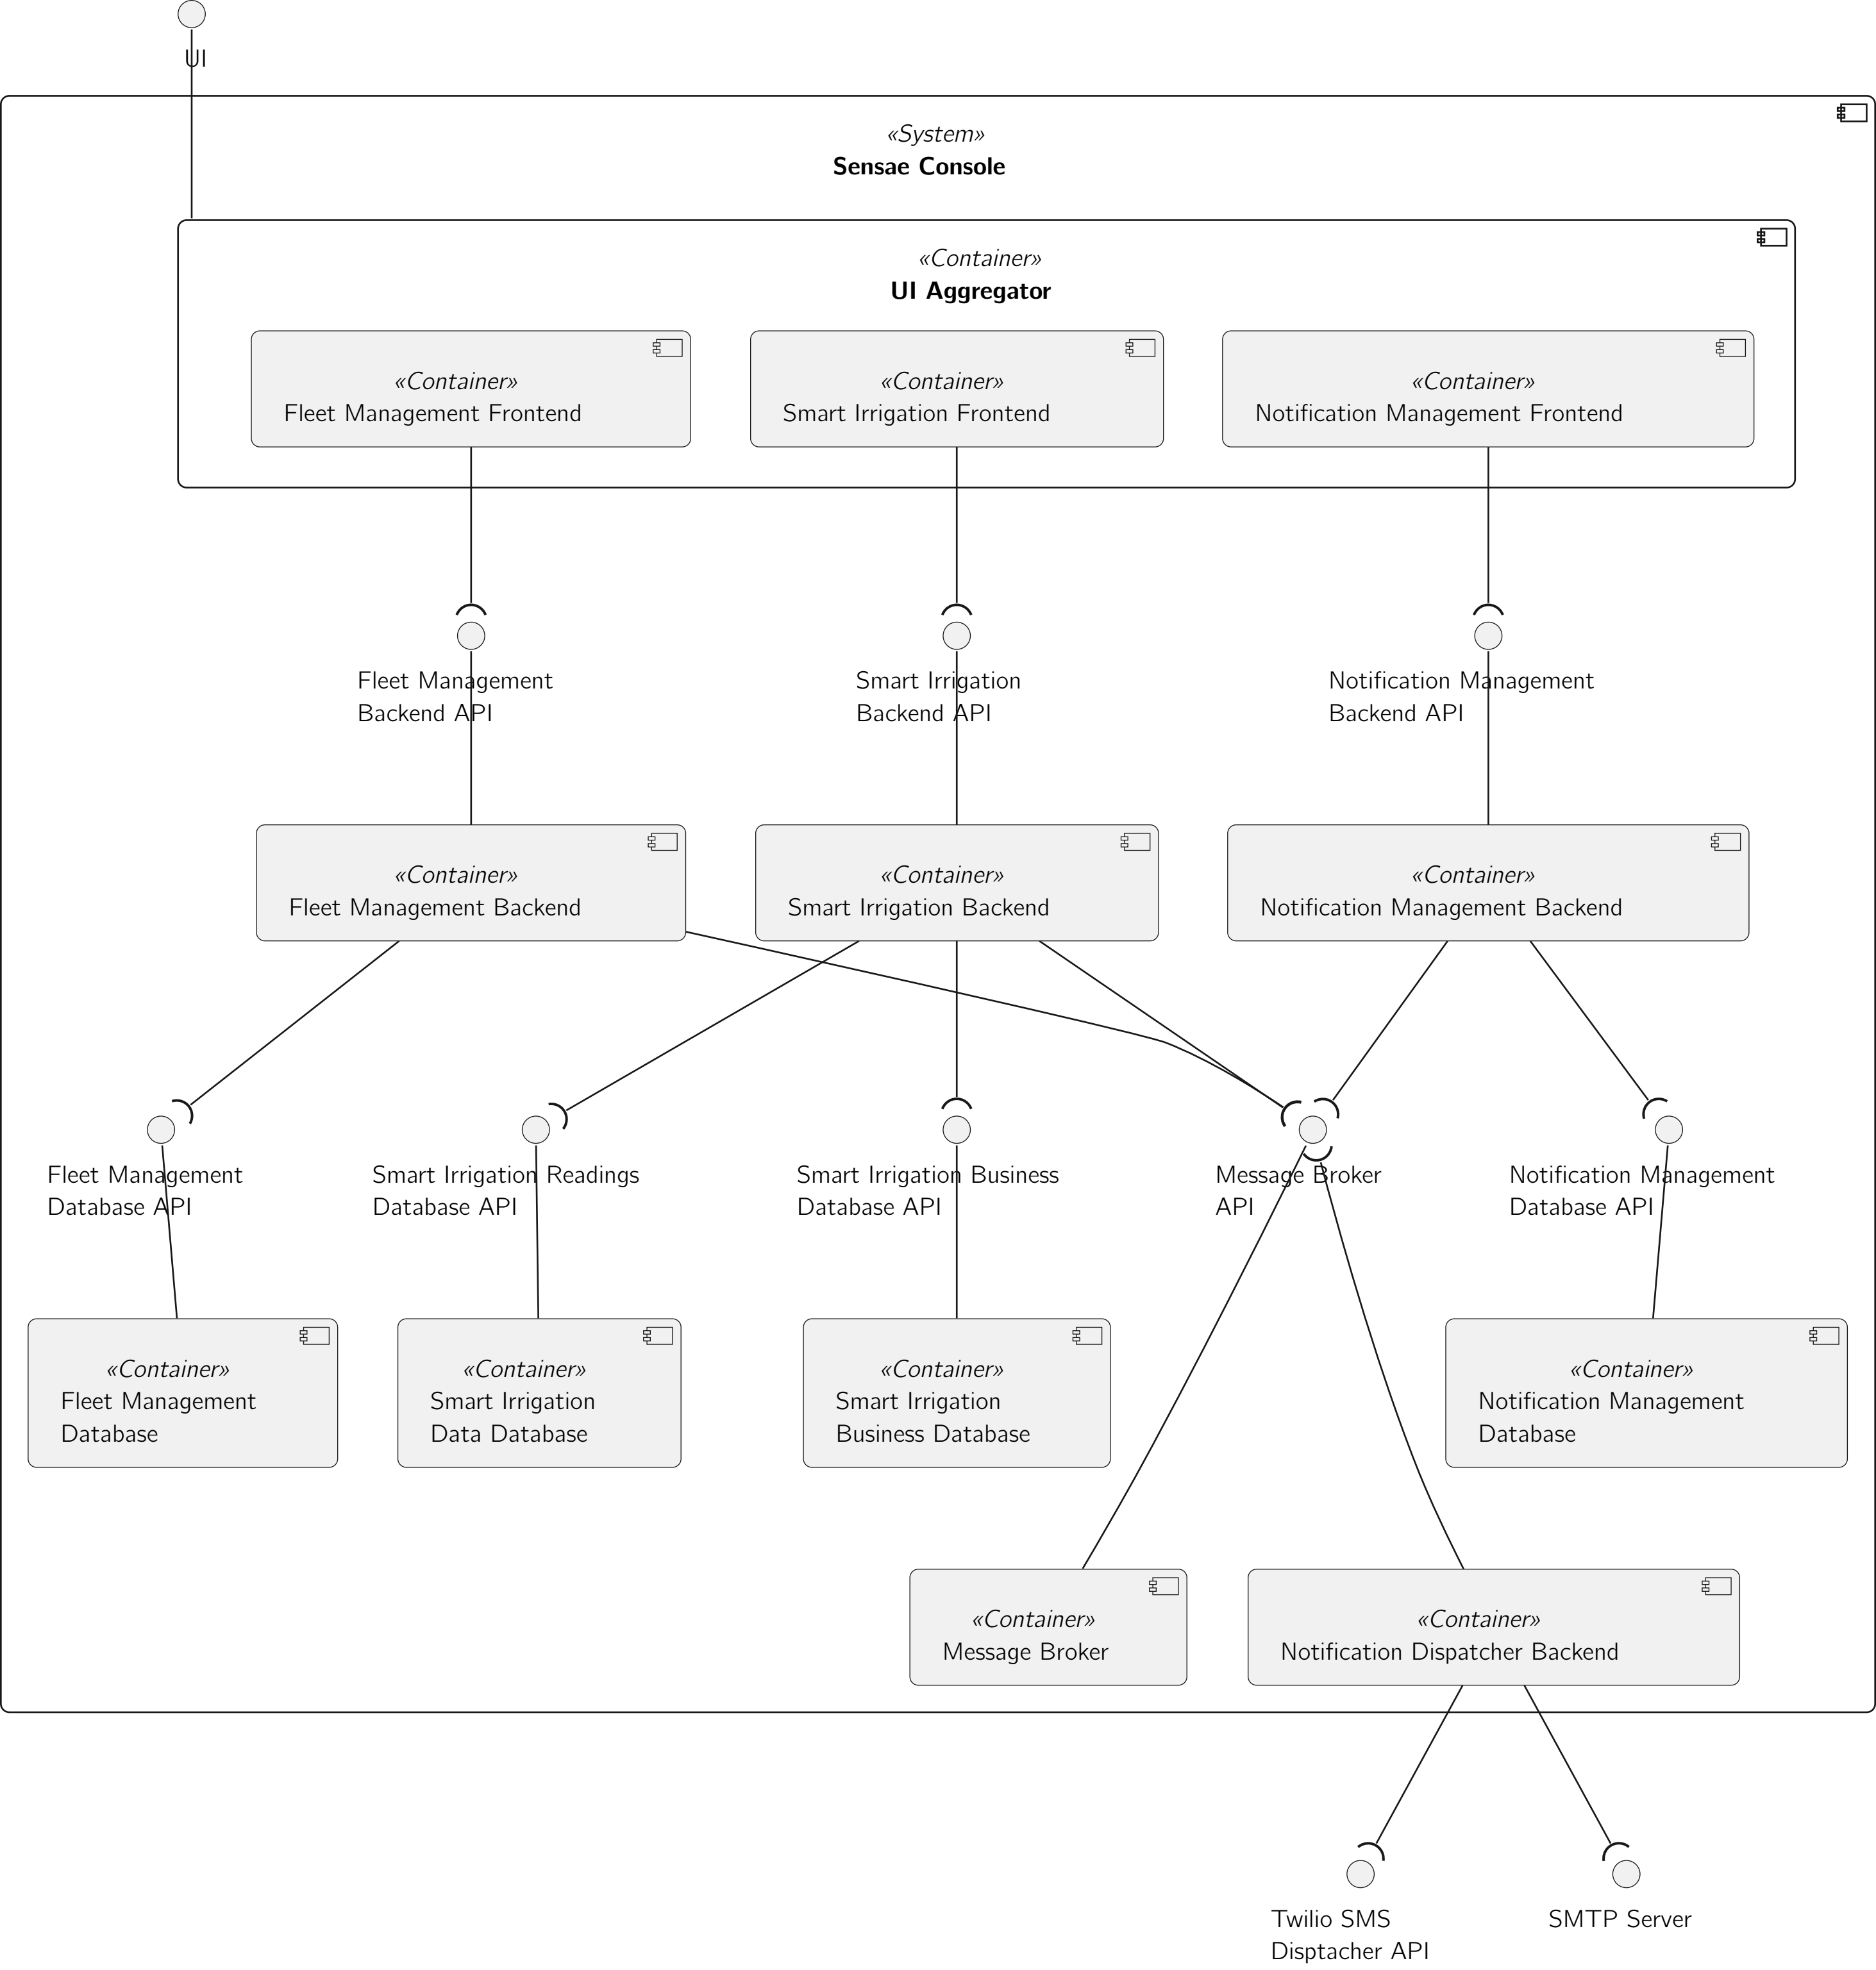 UI
«System»
Sensae Console
«Container»
UI Aggregator
«Container»
Fleet Management Frontend
«Container»
Smart Irrigation Frontend
«Container»
Notification Management Frontend
Fleet Management
Backend API
Smart Irrigation
Backend API
Notification Management
Backend API
«Container»
Fleet Management Backend
«Container»
Smart Irrigation Backend
«Container»
Notification Management Backend
Fleet Management
Database API
Smart Irrigation Readings
Database API
Smart Irrigation Business
Database API
Message Broker
API
Notification Management
Database API
«Container»
Fleet Management
Database
«Container»
Smart Irrigation
Data Database
«Container»
Smart Irrigation
Business Database
«Container»
Notification Management
Database
«Container»
Message Broker
«Container»
Notification Dispatcher Backend
Twilio SMS
Disptacher API
SMTP Server